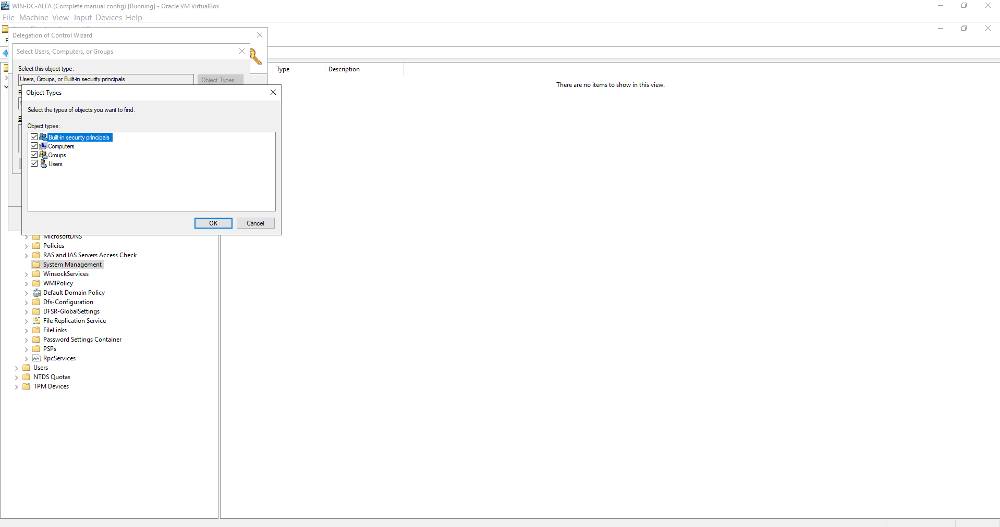 WIN-DC-ALFA (Complete manual config) [Running] - Oracle VM VirtualBox
File Machine View Input Devices Help
Delegation of Control Wizard
Select Users, Computers, or Groups
Select this object type:
Users, Groups, or Built-in security principals
Object Types...
Type Description
There are no items to show in this view.
Object Types
Select the types of objects you want to find.
Object types:
Built-in security principals
Computers
Groups
Users
OK Cancel
MicrosoftDNS
Policies
RAS and IAS Servers Access Check
System Management
WinsockServices
WMIPolicy
Default Domain Policy
Dfs-Configuration
DFSR-GlobalSettings
File Replication Service
FileLinks
Password Settings Container
PSPs
RpcServices
Users
NTDS Quotas
TPM Devices